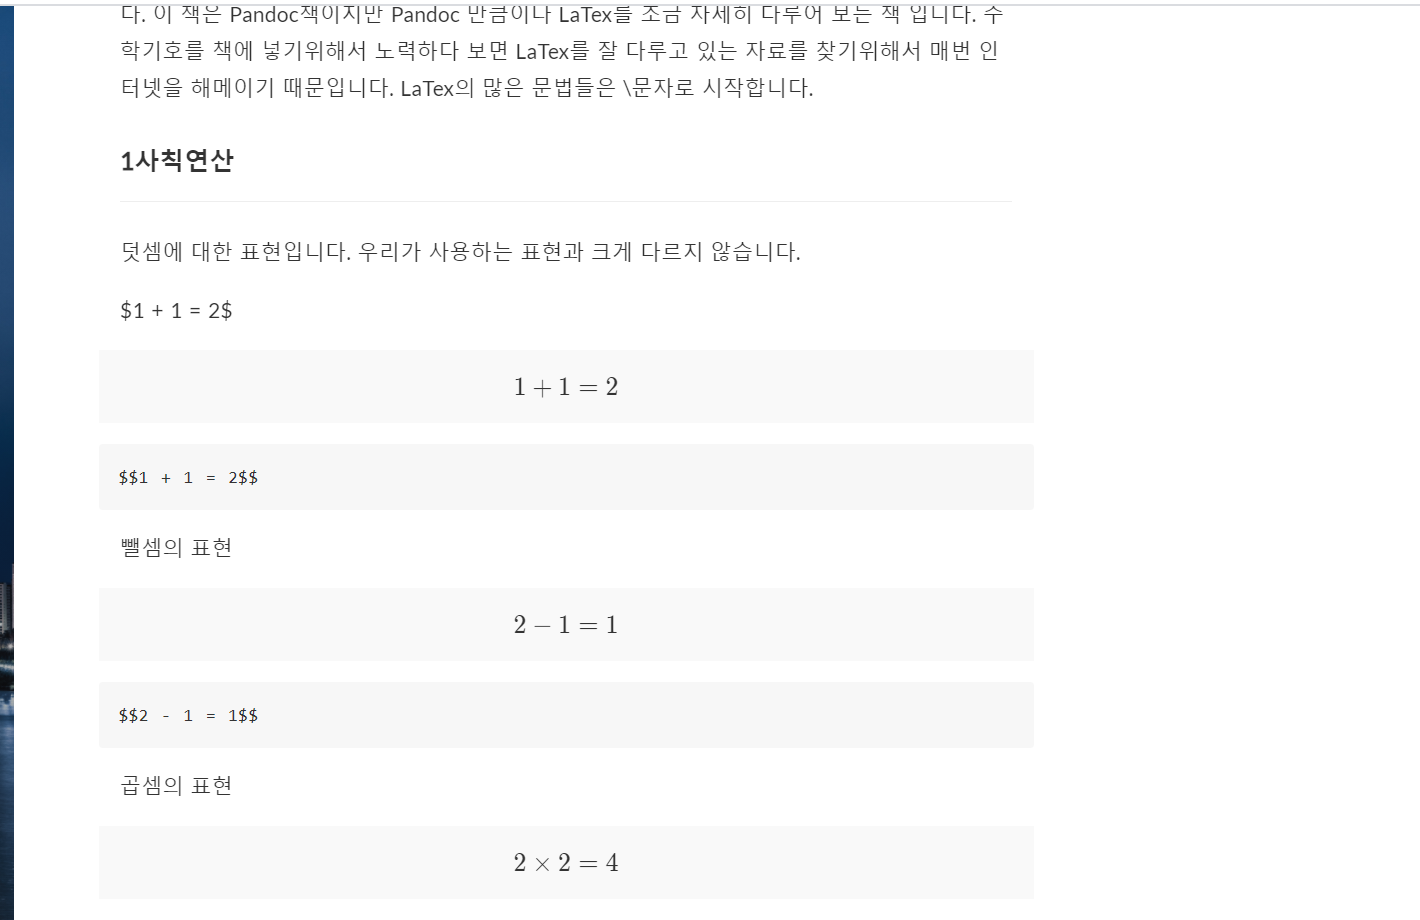 다. 이 책은 Pandoc책이지만 Pandoc 만큼이나 LaTex를 조금 자세히 다루어 보는 책 입니다. 수
학기호를 책에 넣기위해서 노력하다 보면 LaTex를 잘 다루고 있는 자료를 찾기위해서 매번 인
터넷을 해메이기 때문입니다. LaTex의 많은 문법들은 \문자로 시작합니다.
1사칙연산
덧셈에 대한 표현입니다. 우리가 사용하는 표현과 크게 다르지 않습니다.
$1 + 1 = 2$
1 + 1 = 2
$$1 + 1 = 2$$
뺄셈의 표현
2 − 1 = 1
$$2 - 1 = 1$$
곱셈의 표현
2 × 2 = 4